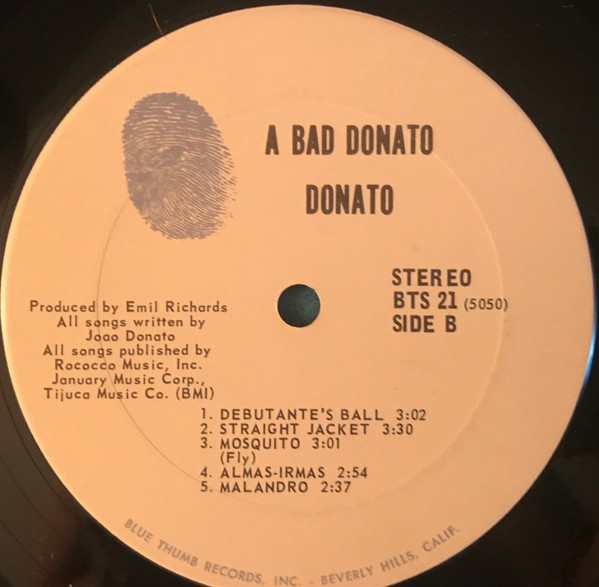 A BAD DONATO
DONATO
STEREO
BTS 21 (5050)
SIDE B
Produced by Emil Richards
All songs written by
Joao Donato
All songs published by
Rococco Music, Inc.
January Music Corp.,
Tijuca Music Co. (BMI)
1. DEBUTANTE'S BALL 3:02
2. STRAIGHT JACKET 3:30
3. MOSQUITO 3:01
(Fly)
4. ALMAS-IRMAS 2:54
5. MALANDRO 2:37
BLUE THUMB RECORDS, INC. - BEVERLY HILLS, CALIF.